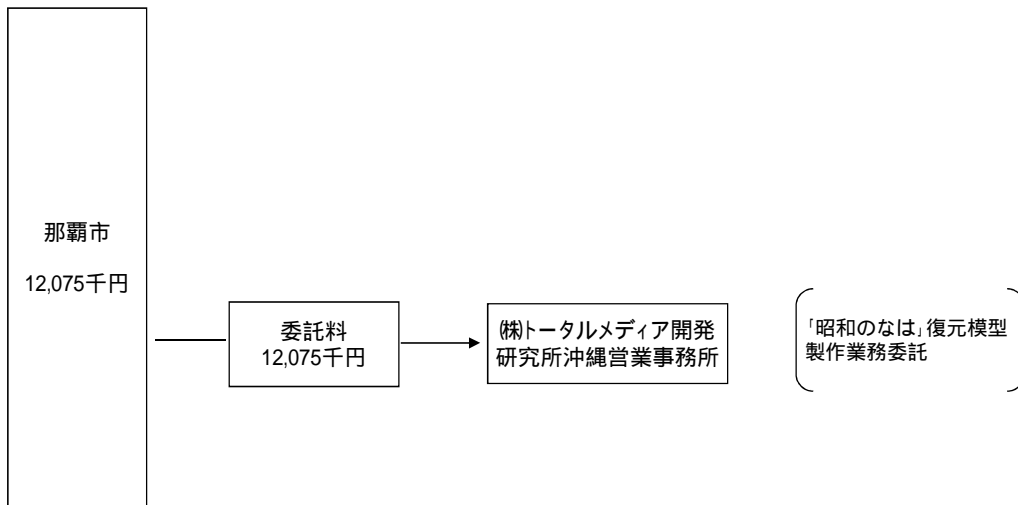 那覇市
12,075千円
委託料
12,075千円
㈱トータルメディア開発
研究所沖縄営業事務所
「昭和のなは」復元模型
製作業務委託